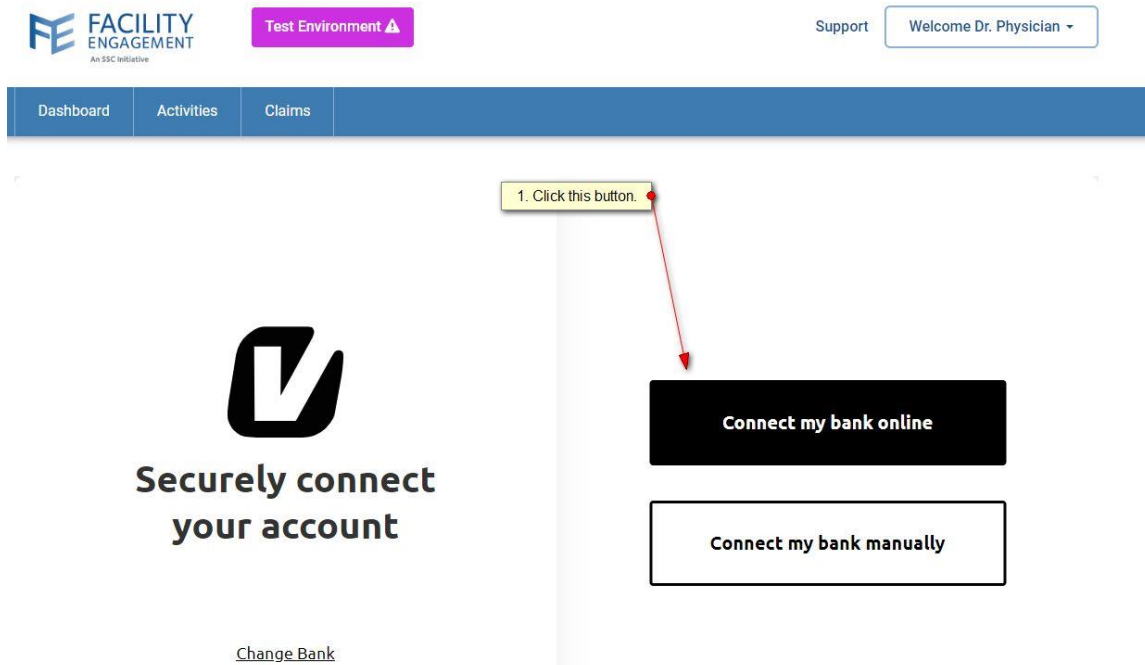 FACILITY
ENGAGEMENT
An SSC Initiative
Test Environment
Support
Welcome Dr. Physician
Dashboard
Activities
Claims
1. Click this button.
Securely connect
your account
Change Bank
Connect my bank online
Connect my bank manually